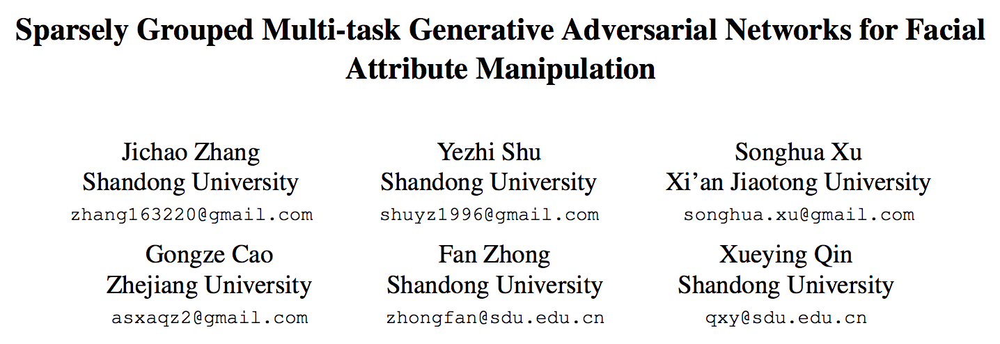 Sparsely Grouped Multi-task Generative Adversarial Networks for Facial
Attribute Manipulation
Jichao Zhang
Shandong University
zhang163220@gmail.com
Yezhi Shu
Shandong University
shuyz1996@gmail.com
Songhua Xu
Xi’an Jiaotong University
songhua.xu@gmail.com
Gongze Cao
Zhejiang University
asxaqz2@gmail.com
Fan Zhong
Shandong University
zhongfan@sdu.edu.cn
Xueying Qin
Shandong University
qxy@sdu.edu.cn